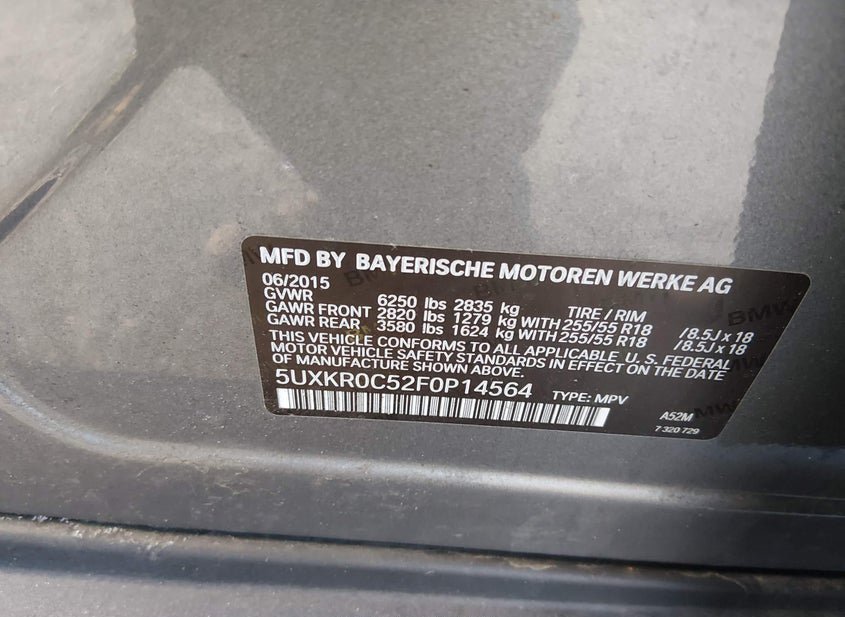 MFD BY BAYERISCHE MOTOREN WERKE AG
06/2015
GVWR 6250 lbs 2835 kg TIRE / RIM
GAWR FRONT 2820 lbs 1279 kg WITH 255/55 R18 /8.5J x 18
GAWR REAR 3580 lbs 1624 kg WITH 255/55 R18 /8.5J x 18
THIS VEHICLE CONFORMS TO ALL APPLICABLE U. S. FEDERAL
MOTOR VEHICLE SAFETY STANDARDS IN EFFECT ON THE DATE
OF MANUFACTURE SHOWN ABOVE.
5UXKR0C52F0P14564 TYPE: MPV
A52M
7 320 729
BMW
BMW
BMW